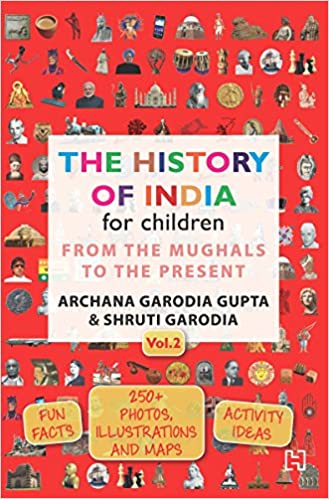 THE HISTORY
OF INDIA
for children
FROM THE MUGHALS
TO THE PRESENT
ARCHANA GARODIA GUPTA
& SHRUTI GARODIA
Vol.2
FUN
FACTS
250+
PHOTOS,
ILLUSTRATIONS
AND MAPS
ACTIVITY
IDEAS